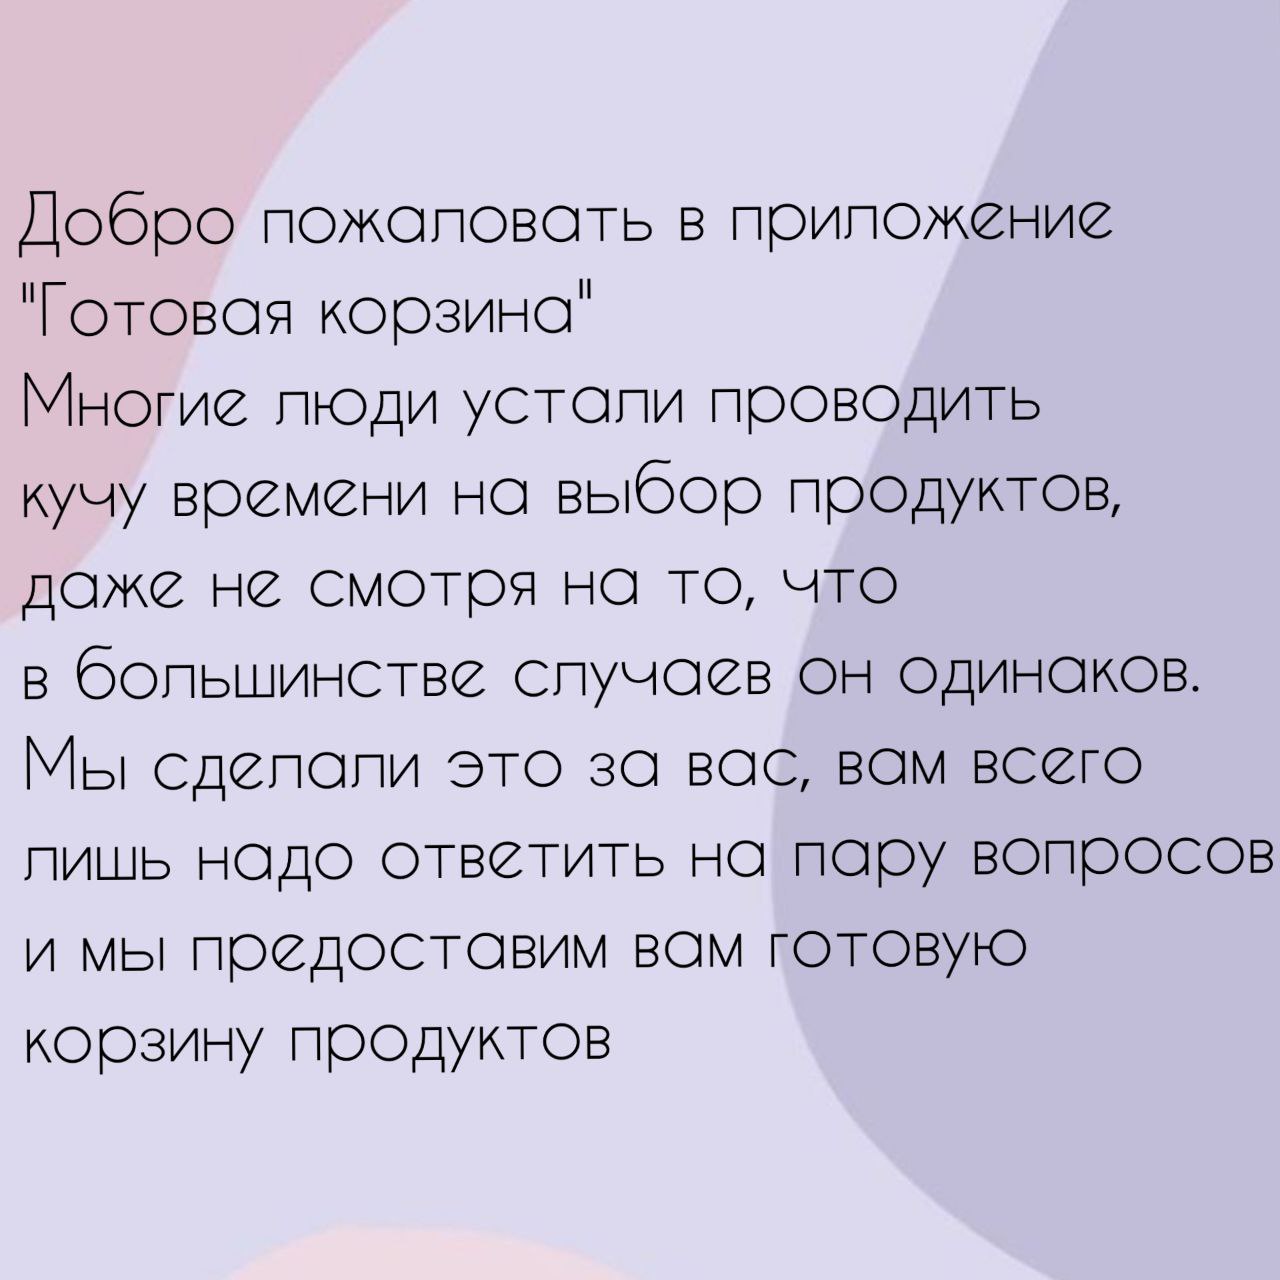 Добро пожаловать в приложение
"Готовая корзина"
Многие люди устали проводить
кучу времени на выбор продуктов,
даже не смотря на то, что
в большинстве случаев он одинаков.
Мы сделали это за вас, вам всего
лишь надо ответить на пару вопросов
и мы предоставим вам готовую
корзину продуктов